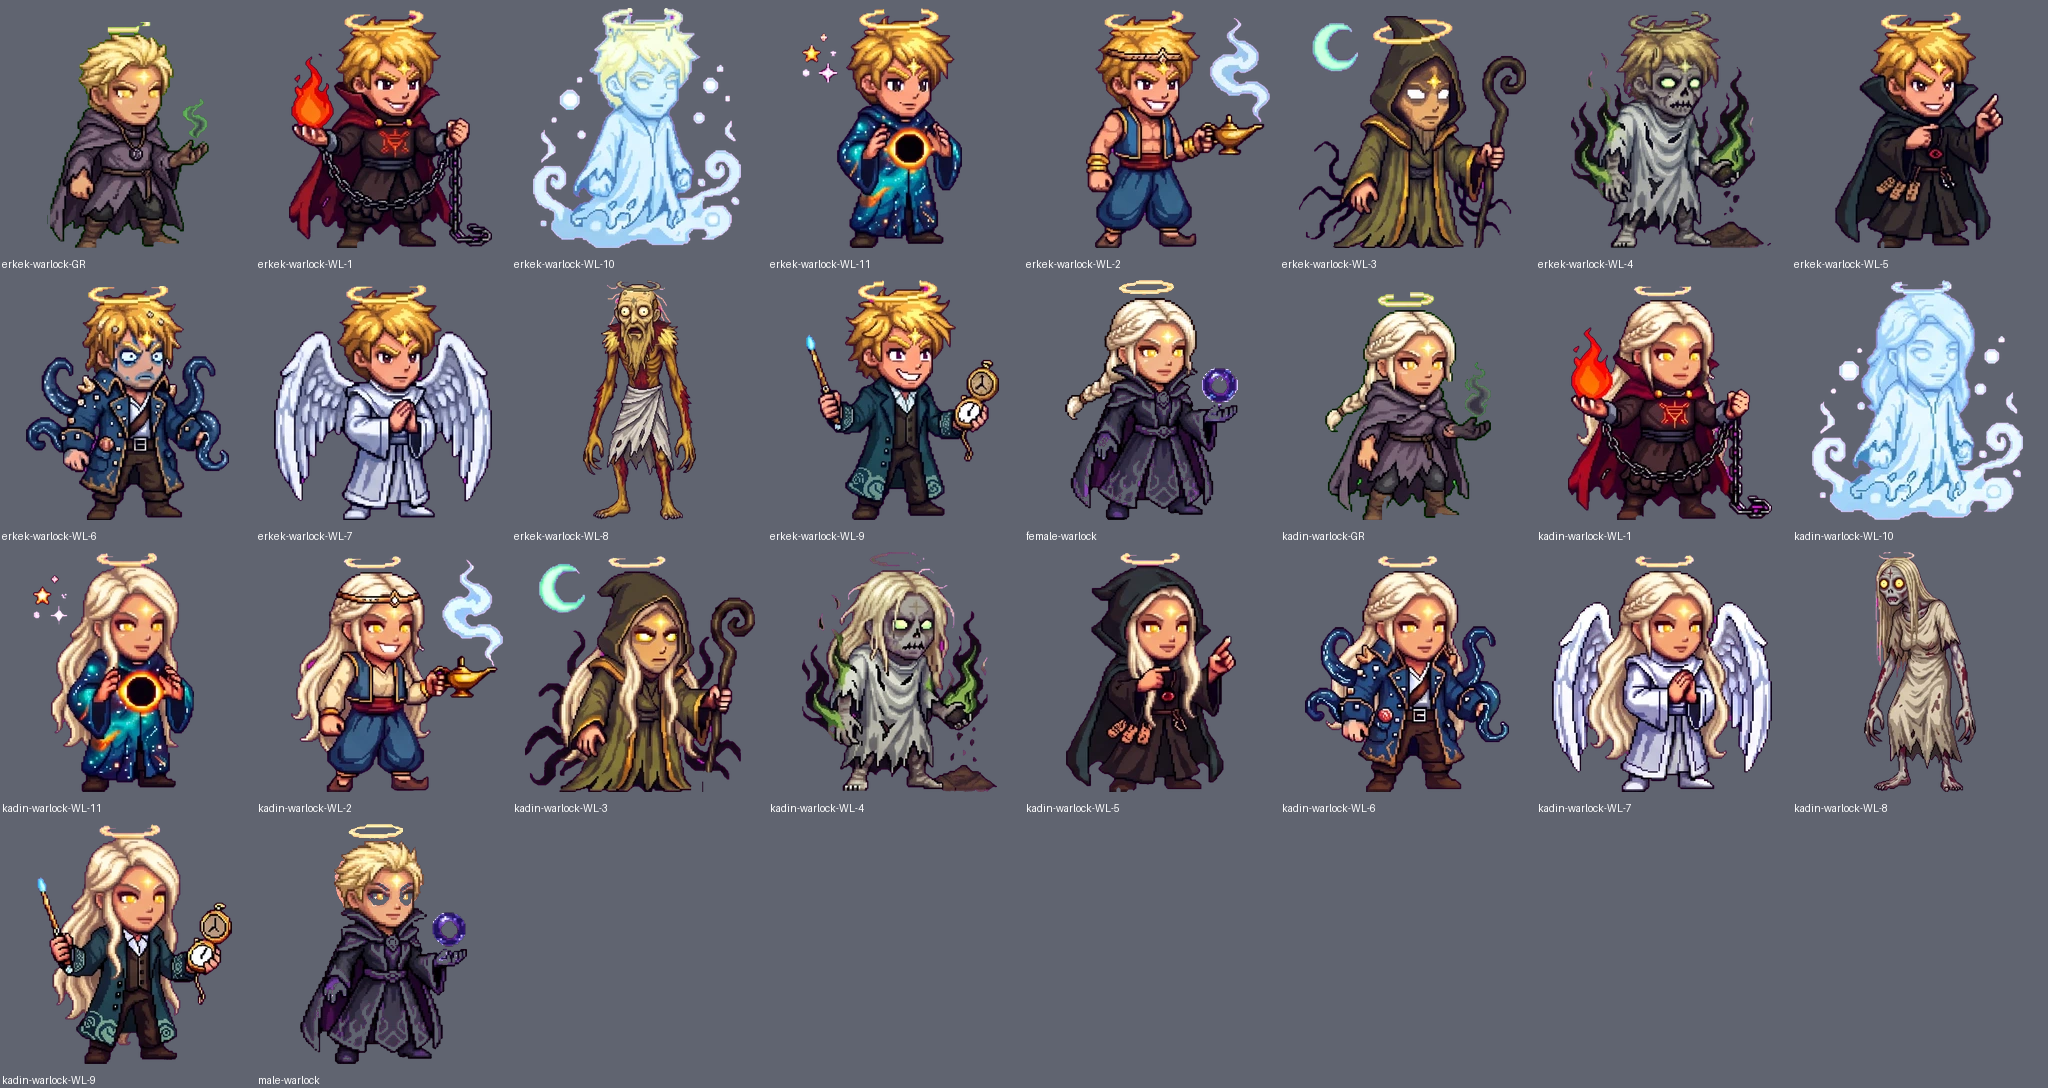 erkek-warlock-GR
erkek-warlock-WL-1
erkek-warlock-WL-10
erkek-warlock-WL-11
erkek-warlock-WL-2
erkek-warlock-WL-3
erkek-warlock-WL-4
erkek-warlock-WL-5
erkek-warlock-WL-6
erkek-warlock-WL-7
erkek-warlock-WL-8
erkek-warlock-WL-9
female-warlock
kadin-warlock-GR
kadin-warlock-WL-1
kadin-warlock-WL-10
kadin-warlock-WL-11
kadin-warlock-WL-2
kadin-warlock-WL-3
kadin-warlock-WL-4
kadin-warlock-WL-5
kadin-warlock-WL-6
kadin-warlock-WL-7
kadin-warlock-WL-8
kadin-warlock-WL-9
male-warlock